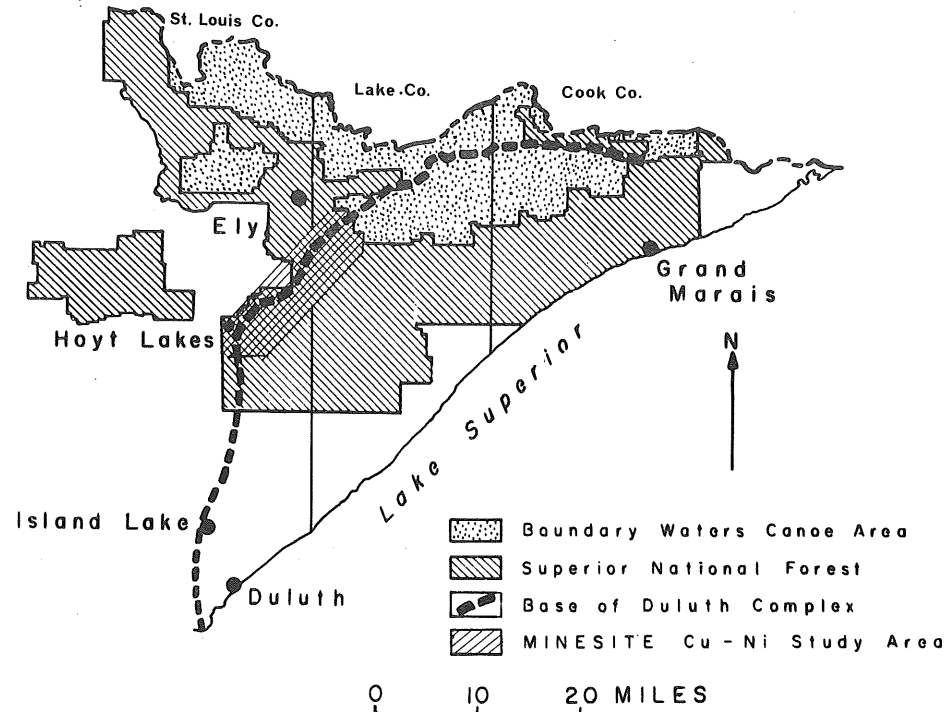 St. Louis Co.
Lake Co.
Cook Co.
Ely
Grand
Marais
Hoyt Lakes
N
Lake Superior
Island Lake
Duluth
Boundary Waters Canoe Area
Superior National Forest
Base of Duluth Complex
MINESITE Cu-Ni Study Area
0 10 20 MILES